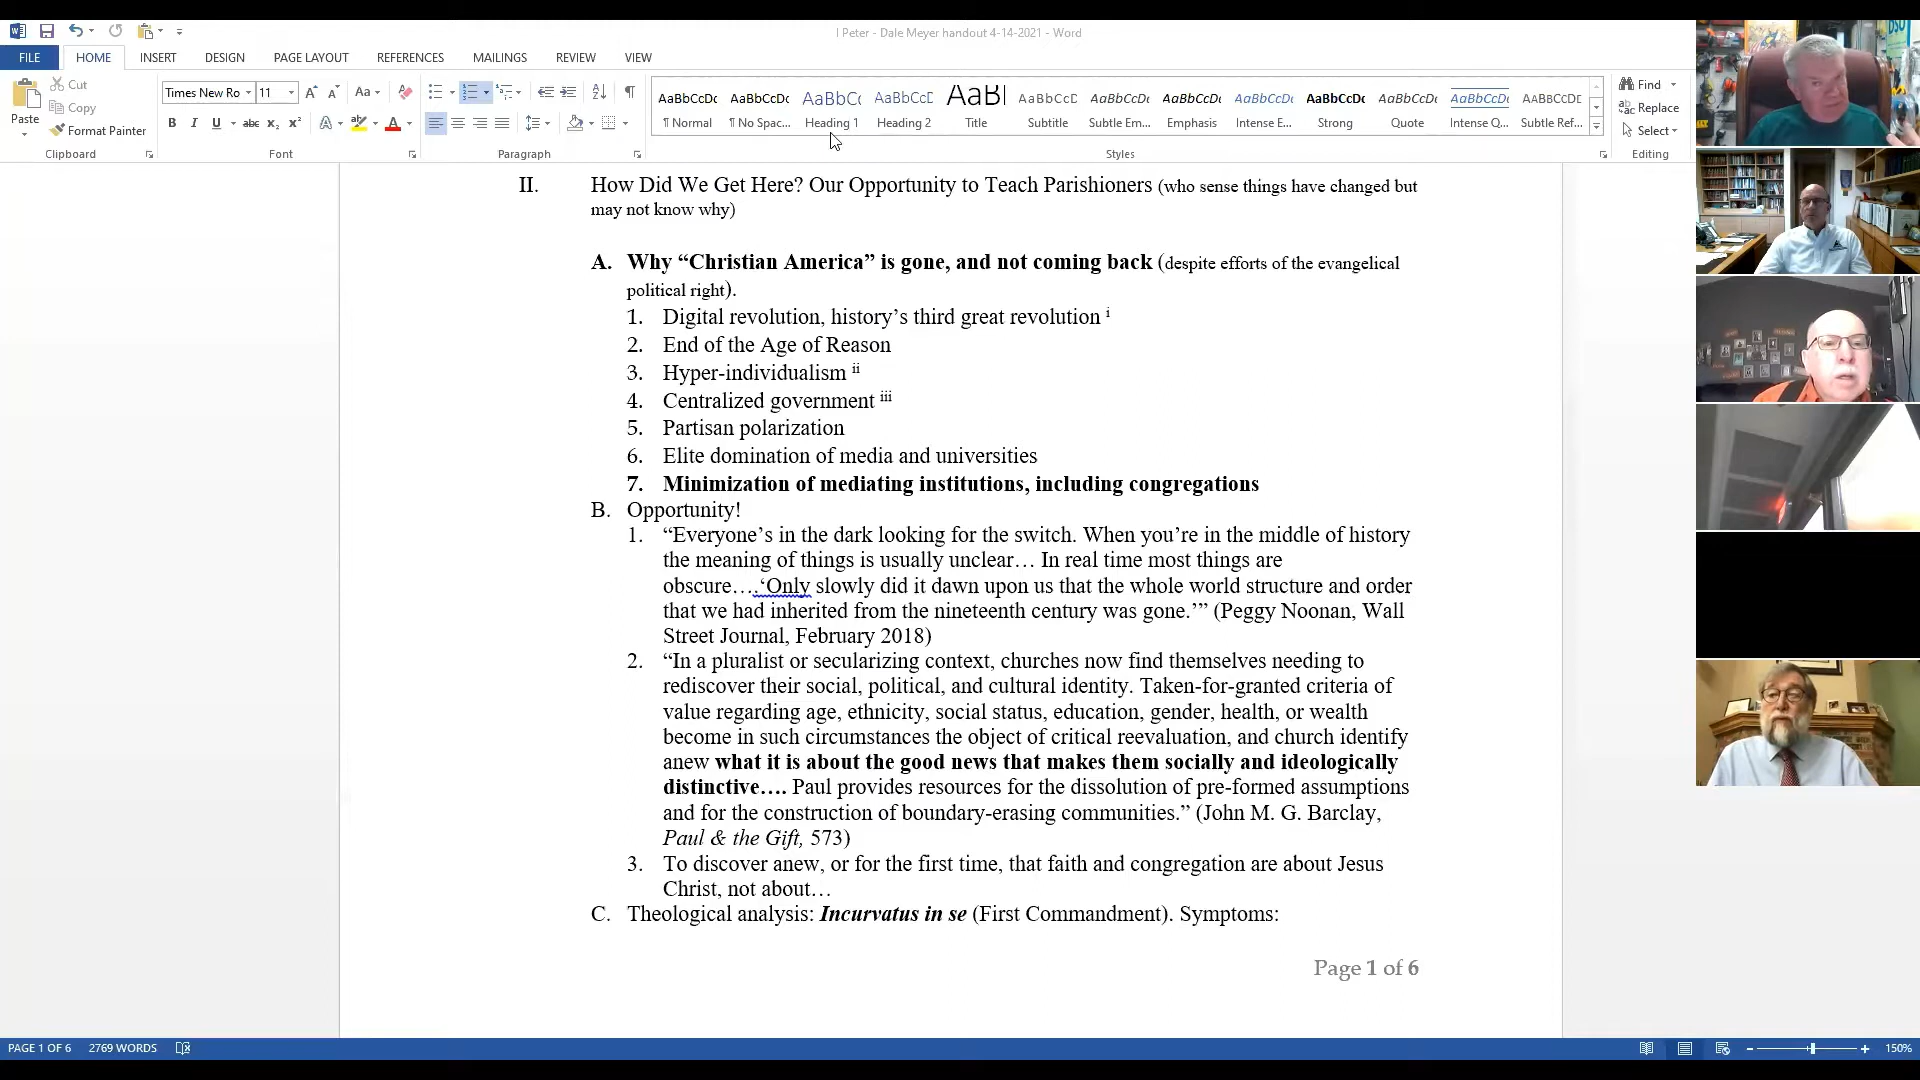 I Peter - Dale Meyer handout 4-14-2021 - Word
FILE HOME INSERT DESIGN PAGE LAYOUT REFERENCES MAILINGS REVIEW VIEW
Paste
Cut
Copy
Format Painter
Clipboard
Times New Ro 11
Font
Paragraph
AaBbCcDc AaBbCcDc AaBbCc AaBbCcD AaB AaBbCcD AaBbCcDc AaBbCcDc AaBbCcDc AaBbCcDc AaBbCcDc AaBbCcDc AaBbCcDc
¶ Normal ¶ No Spac... Heading 1 Heading 2 Title Subtitle Subtle Em... Emphasis Intense E... Strong Quote Intense Q... Subtle Ref...
Styles
Find
Replace
Select
Editing
II. How Did We Get Here? Our Opportunity to Teach Parishioners (who sense things have changed but
may not know why)
A. Why “Christian America” is gone, and not coming back (despite efforts of the evangelical
political right).
1. Digital revolution, history’s third great revolution i
2. End of the Age of Reason
3. Hyper-individualism ii
4. Centralized government iii
5. Partisan polarization
6. Elite domination of media and universities
7. Minimization of mediating institutions, including congregations
B. Opportunity!
1. “Everyone’s in the dark looking for the switch. When you’re in the middle of history
the meaning of things is usually unclear… In real time most things are
obscure….‘Only slowly did it dawn upon us that the whole world structure and order
that we had inherited from the nineteenth century was gone.’” (Peggy Noonan, Wall
Street Journal, February 2018)
2. “In a pluralist or secularizing context, churches now find themselves needing to
rediscover their social, political, and cultural identity. Taken-for-granted criteria of
value regarding age, ethnicity, social status, education, gender, health, or wealth
become in such circumstances the object of critical reevaluation, and church identify
anew what it is about the good news that makes them socially and ideologically
distinctive…. Paul provides resources for the dissolution of pre-formed assumptions
and for the construction of boundary-erasing communities.” (John M. G. Barclay,
Paul & the Gift, 573)
3. To discover anew, or for the first time, that faith and congregation are about Jesus
Christ, not about…
C. Theological analysis: Incurvatus in se (First Commandment). Symptoms:
Page 1 of 6
PAGE 1 OF 6 2769 WORDS 150%